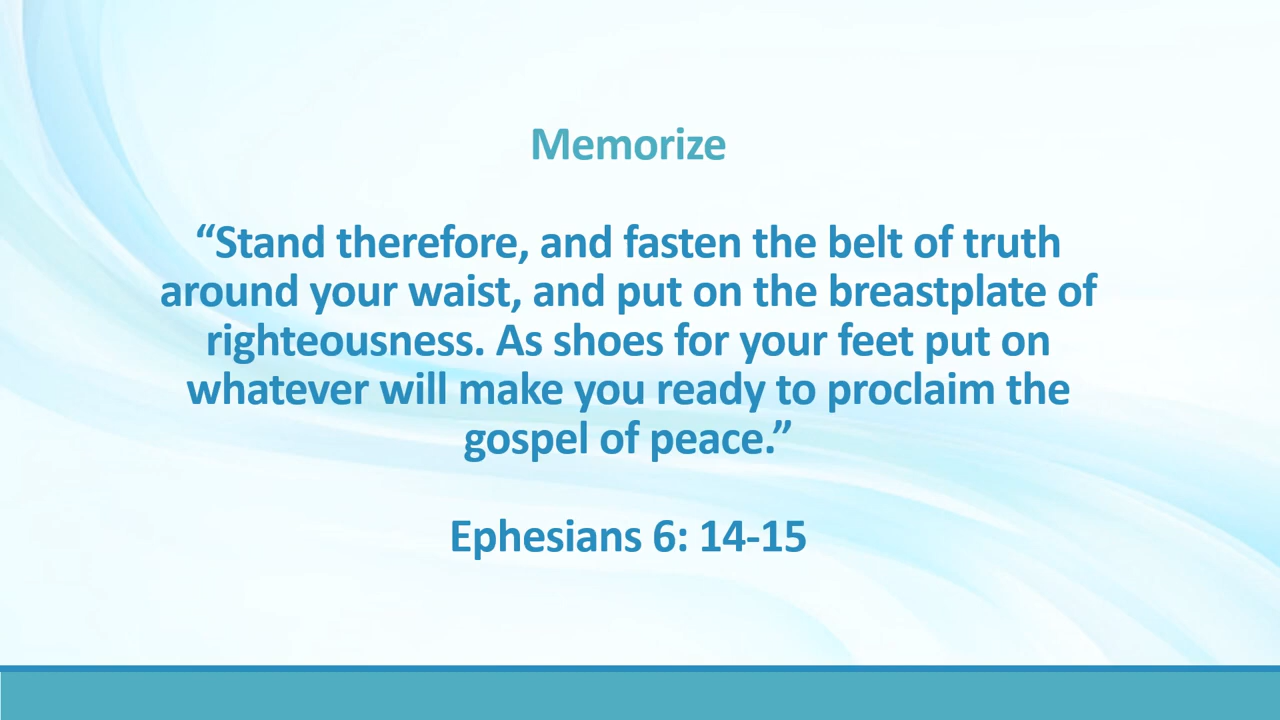 Memorize
“Stand therefore, and fasten the belt of truth
around your waist, and put on the breastplate of
righteousness. As shoes for your feet put on
whatever will make you ready to proclaim the
gospel of peace.”
Ephesians 6: 14-15